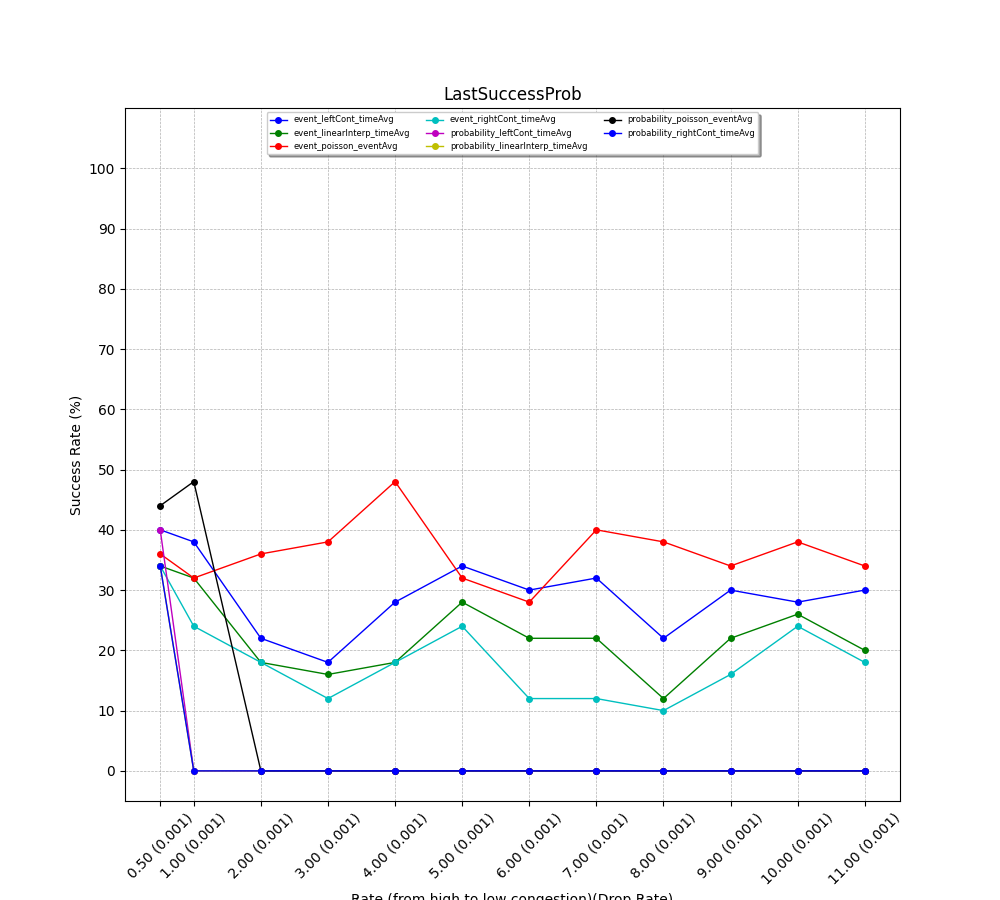 LastSuccessProb
event_leftCont_timeAvg
event_linearInterp_timeAvg
event_poisson_eventAvg
event_rightCont_timeAvg
probability_leftCont_timeAvg
probability_linearInterp_timeAvg
probability_poisson_eventAvg
probability_rightCont_timeAvg
100
90
80
70
60
50
40
30
20
10
0
Success Rate (%)
0.50 (0.001)
1.00 (0.001)
2.00 (0.001)
3.00 (0.001)
4.00 (0.001)
5.00 (0.001)
6.00 (0.001)
7.00 (0.001)
8.00 (0.001)
9.00 (0.001)
10.00 (0.001)
11.00 (0.001)
Rate (from high to low congestion)(Drop Rate)